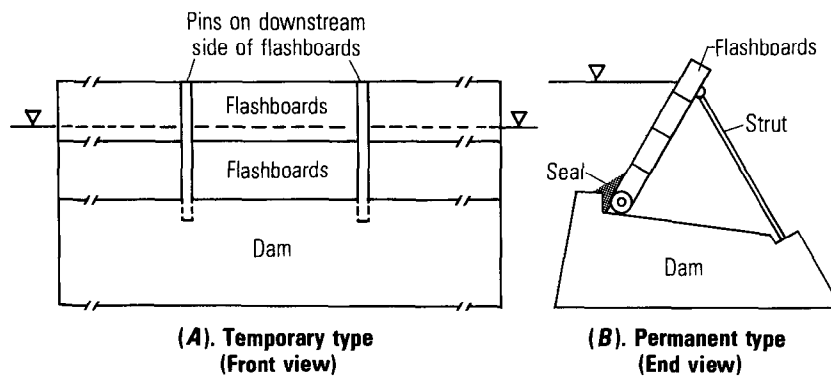 Pins on downstream
side of flashboards
Flashboards
Flashboards
Dam
(A). Temporary type
(Front view)
Flashboards
Strut
Seal
Dam
(B). Permanent type
(End view)